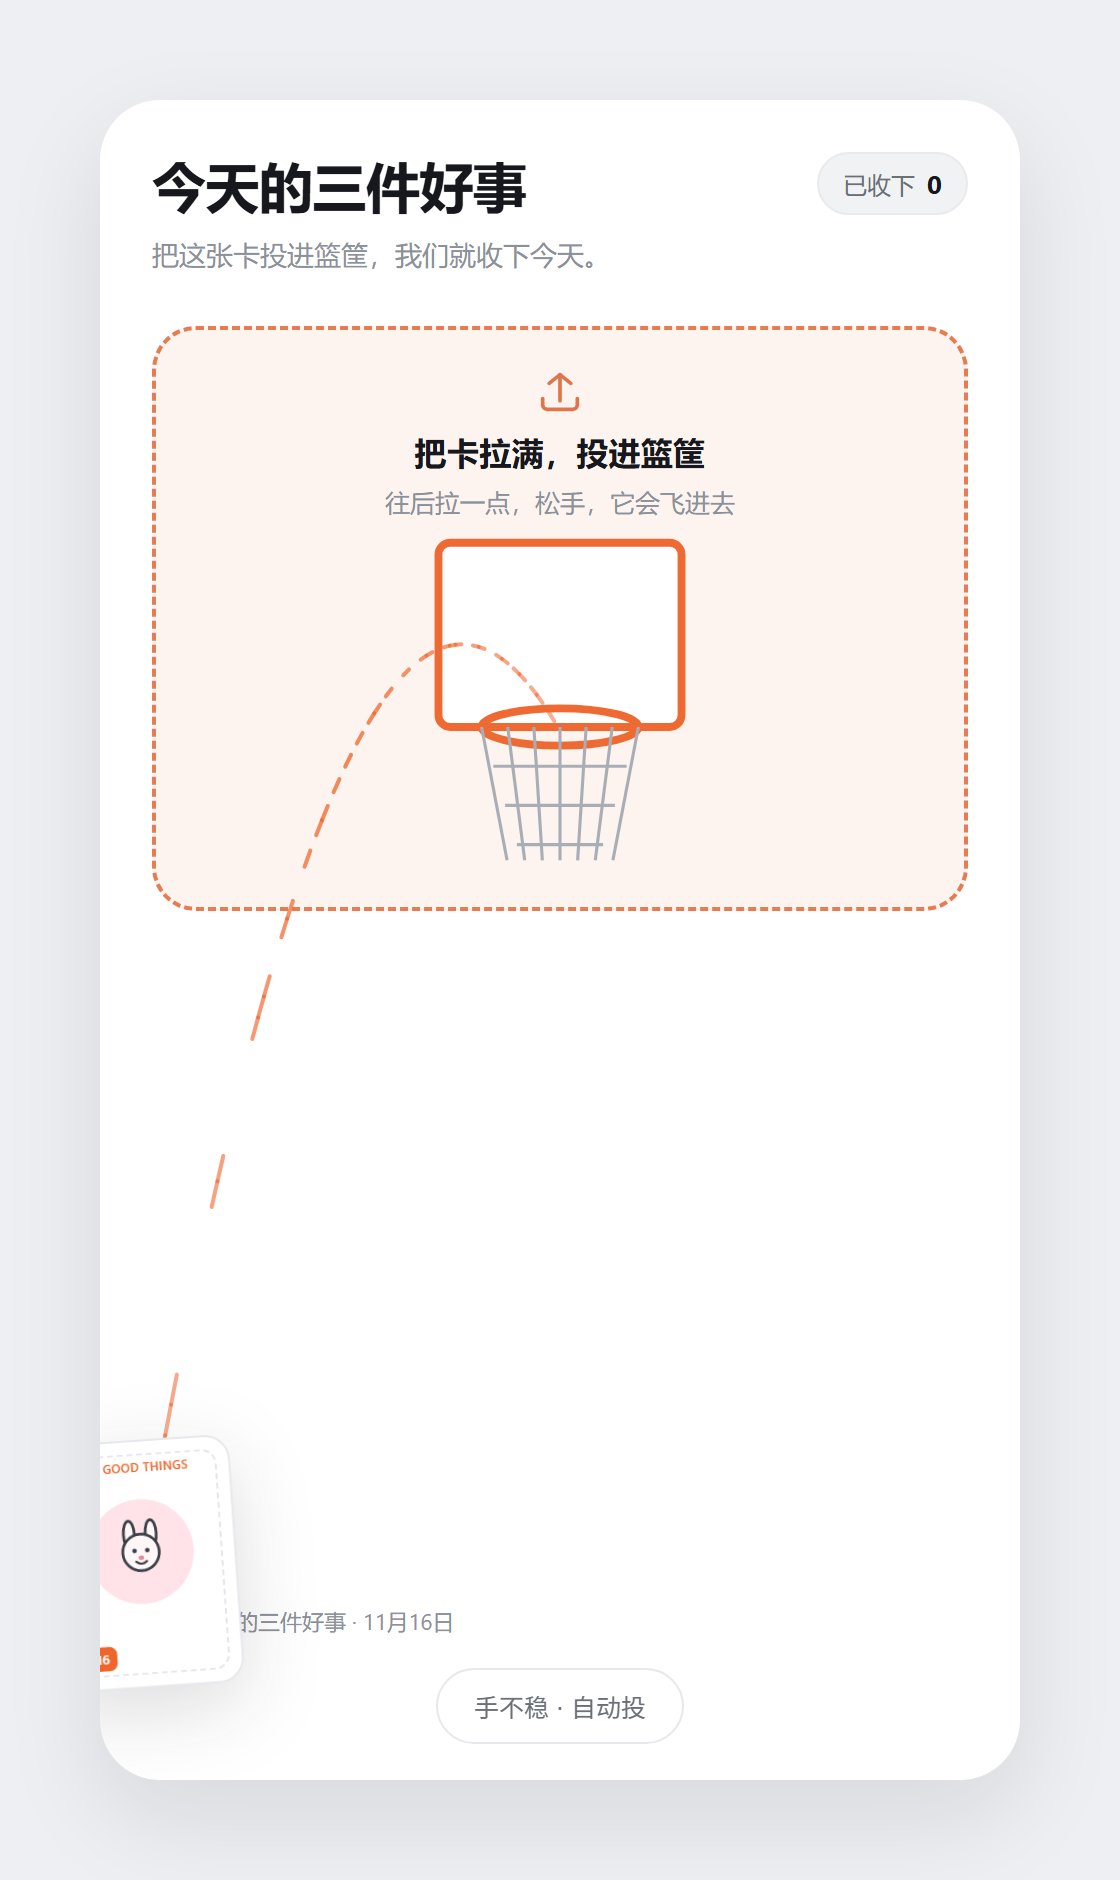 今天的三件好事
已收下 0
把这张卡投进篮筐，我们就收下今天。
把卡拉满，投进篮筐
往后拉一点，松手，它会飞进去
GOOD THINGS
6
的三件好事 · 11月16日
手不稳 · 自动投